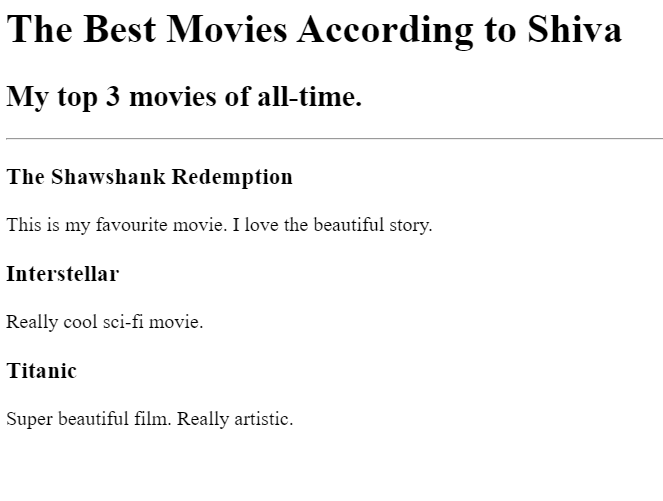 The Best Movies According to Shiva
My top 3 movies of all-time.
The Shawshank Redemption
This is my favourite movie. I love the beautiful story.
Interstellar
Really cool sci-fi movie.
Titanic
Super beautiful film. Really artistic.